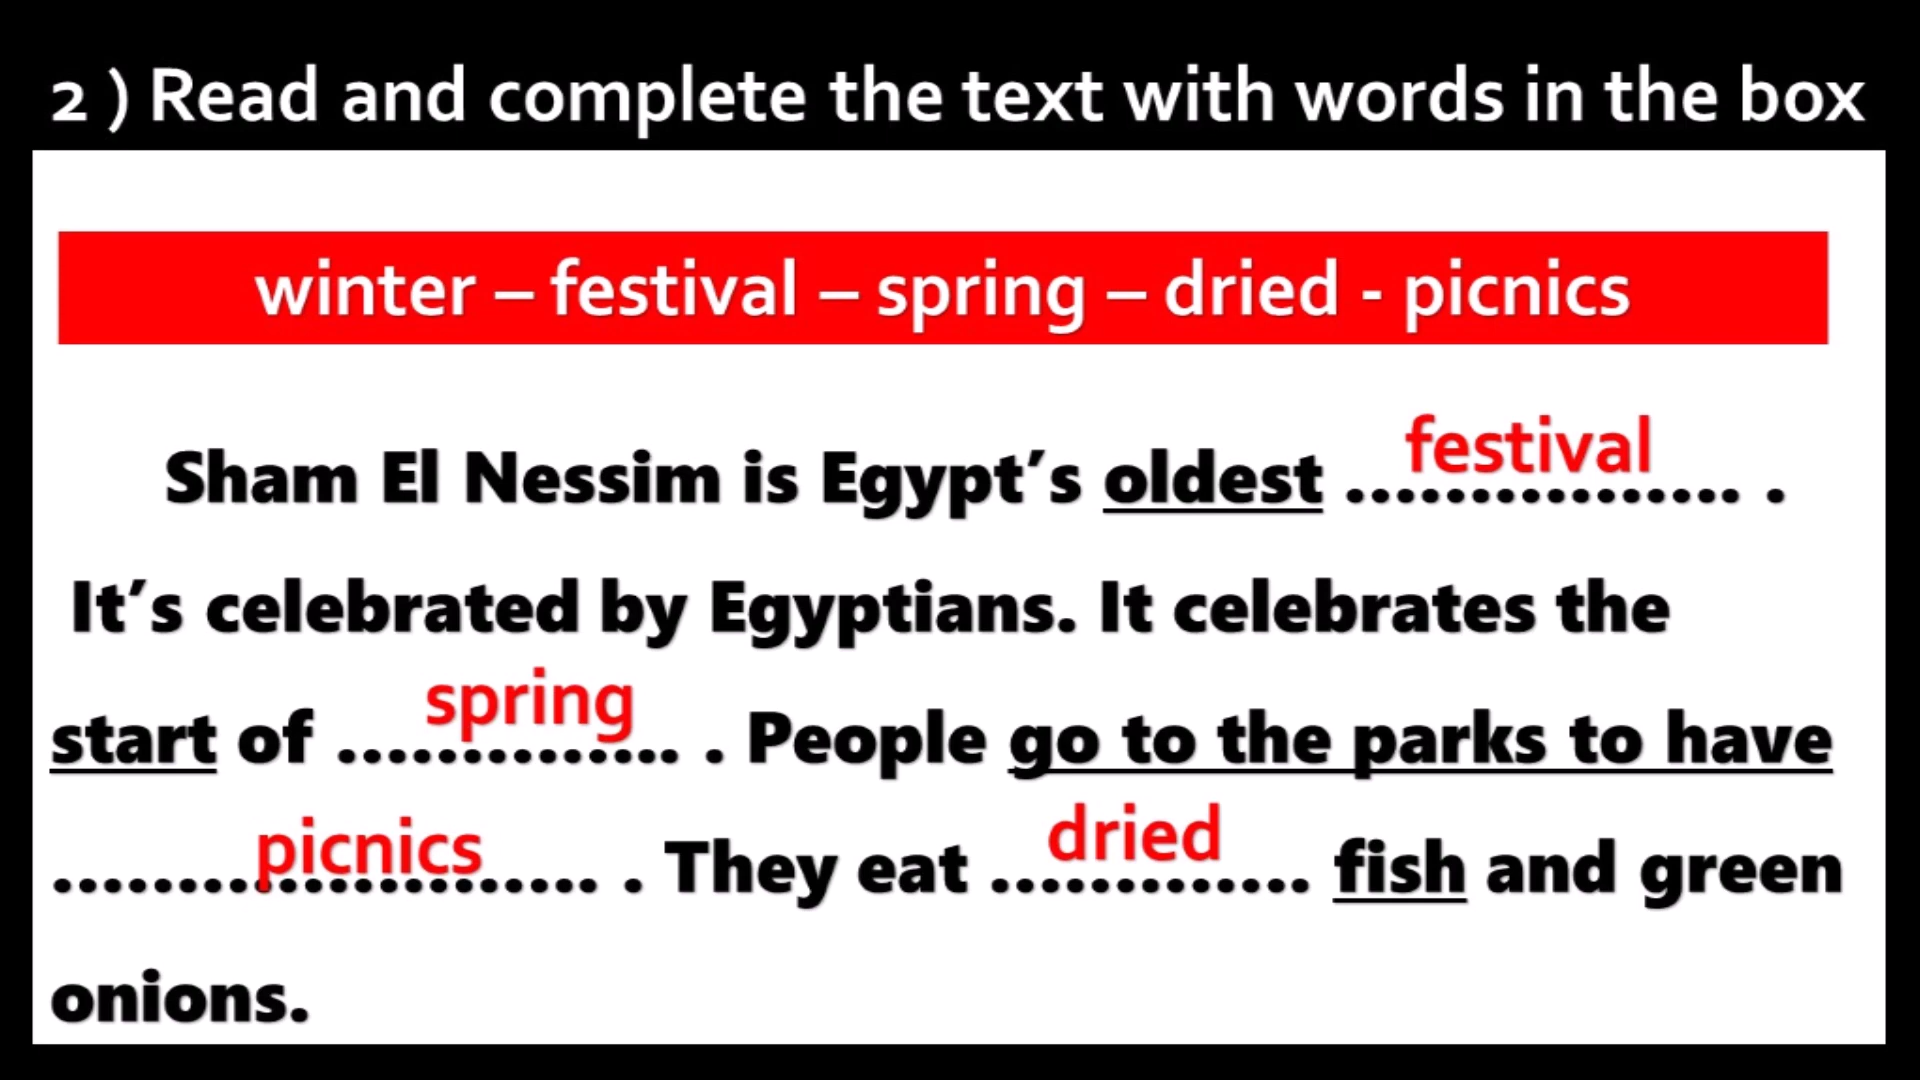 2 ) Read and complete the text with words in the box
winter – festival – spring – dried - picnics
Sham El Nessim is Egypt’s oldest ................ festival .
It’s celebrated by Egyptians. It celebrates the
start of .............. spring . People go to the parks to have
...................... picnics . They eat ............. dried fish and green
onions.